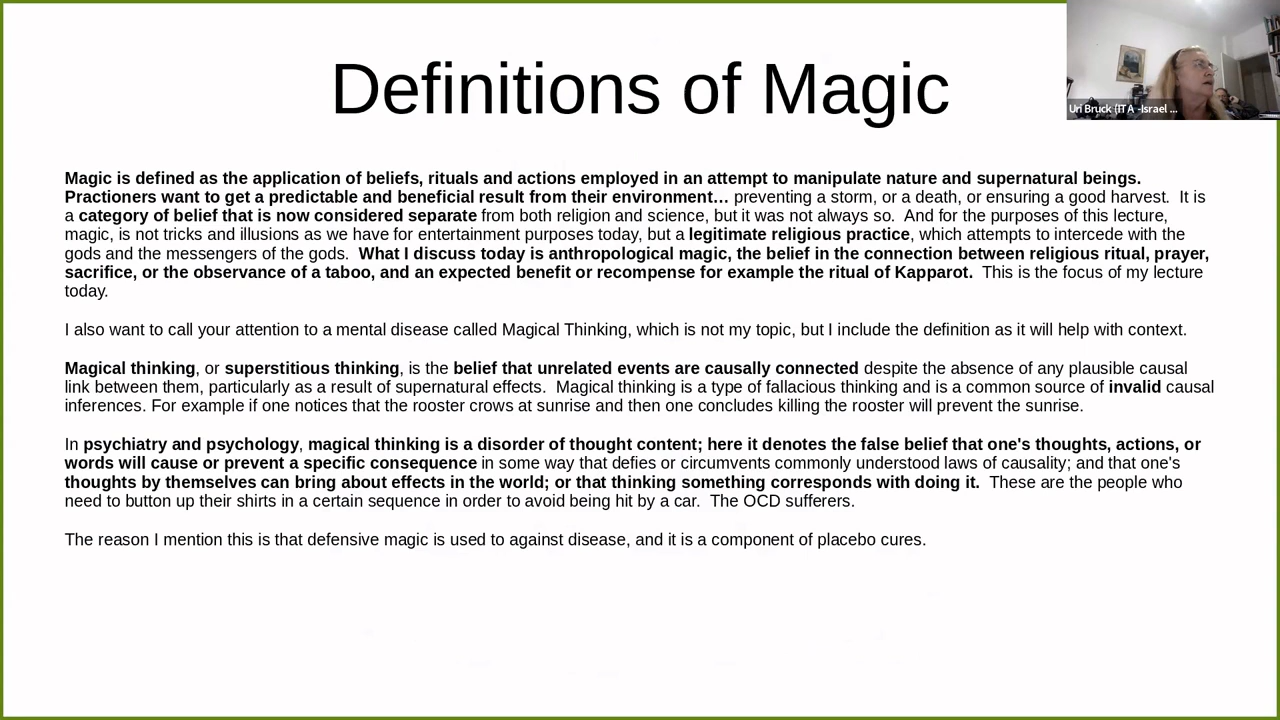 Definitions of Magic
Uri Bruck (ITA -Israel ...
Magic is defined as the application of beliefs, rituals and actions employed in an attempt to manipulate nature and supernatural beings.
Practioners want to get a predictable and beneficial result from their environment… preventing a storm, or a death, or ensuring a good harvest.  It is
a category of belief that is now considered separate from both religion and science, but it was not always so.  And for the purposes of this lecture,
magic, is not tricks and illusions as we have for entertainment purposes today, but a legitimate religious practice, which attempts to intercede with the
gods and the messengers of the gods.  What I discuss today is anthropological magic, the belief in the connection between religious ritual, prayer,
sacrifice, or the observance of a taboo, and an expected benefit or recompense for example the ritual of Kapparot.  This is the focus of my lecture
today.
I also want to call your attention to a mental disease called Magical Thinking, which is not my topic, but I include the definition as it will help with context.
Magical thinking, or superstitious thinking, is the belief that unrelated events are causally connected despite the absence of any plausible causal
link between them, particularly as a result of supernatural effects.  Magical thinking is a type of fallacious thinking and is a common source of invalid causal
inferences. For example if one notices that the rooster crows at sunrise and then one concludes killing the rooster will prevent the sunrise.
In psychiatry and psychology, magical thinking is a disorder of thought content; here it denotes the false belief that one's thoughts, actions, or
words will cause or prevent a specific consequence in some way that defies or circumvents commonly understood laws of causality; and that one's
thoughts by themselves can bring about effects in the world; or that thinking something corresponds with doing it.  These are the people who
need to button up their shirts in a certain sequence in order to avoid being hit by a car.  The OCD sufferers.
The reason I mention this is that defensive magic is used to against disease, and it is a component of placebo cures.